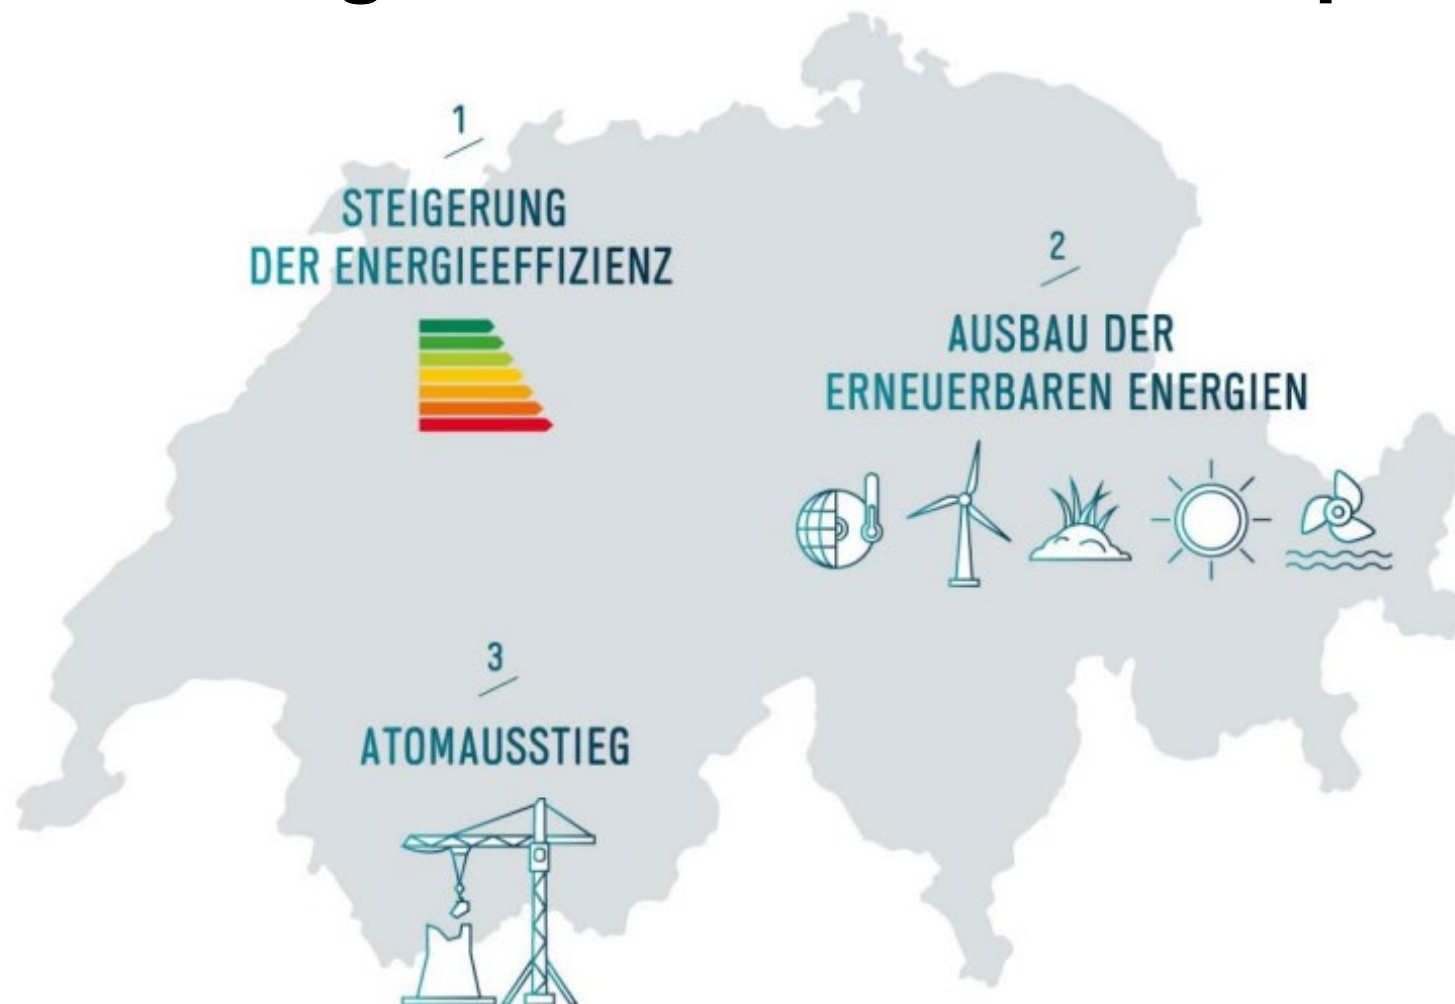 1
STEIGERUNG
DER ENERGIEEFFIZIENZ
2
AUSBAU DER
ERNEUERBAREN ENERGIEN
3
ATOMAUSSTIEG